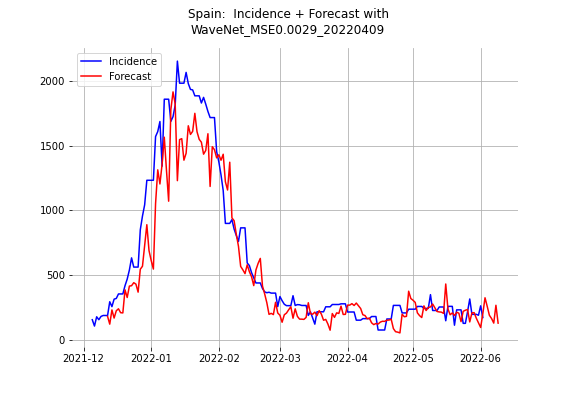 Spain:  Incidence + Forecast with
WaveNet_MSE0.0029_20220409
Incidence
Forecast
2000
1500
1000
500
0
2021-12 2022-01 2022-02 2022-03 2022-04 2022-05 2022-06